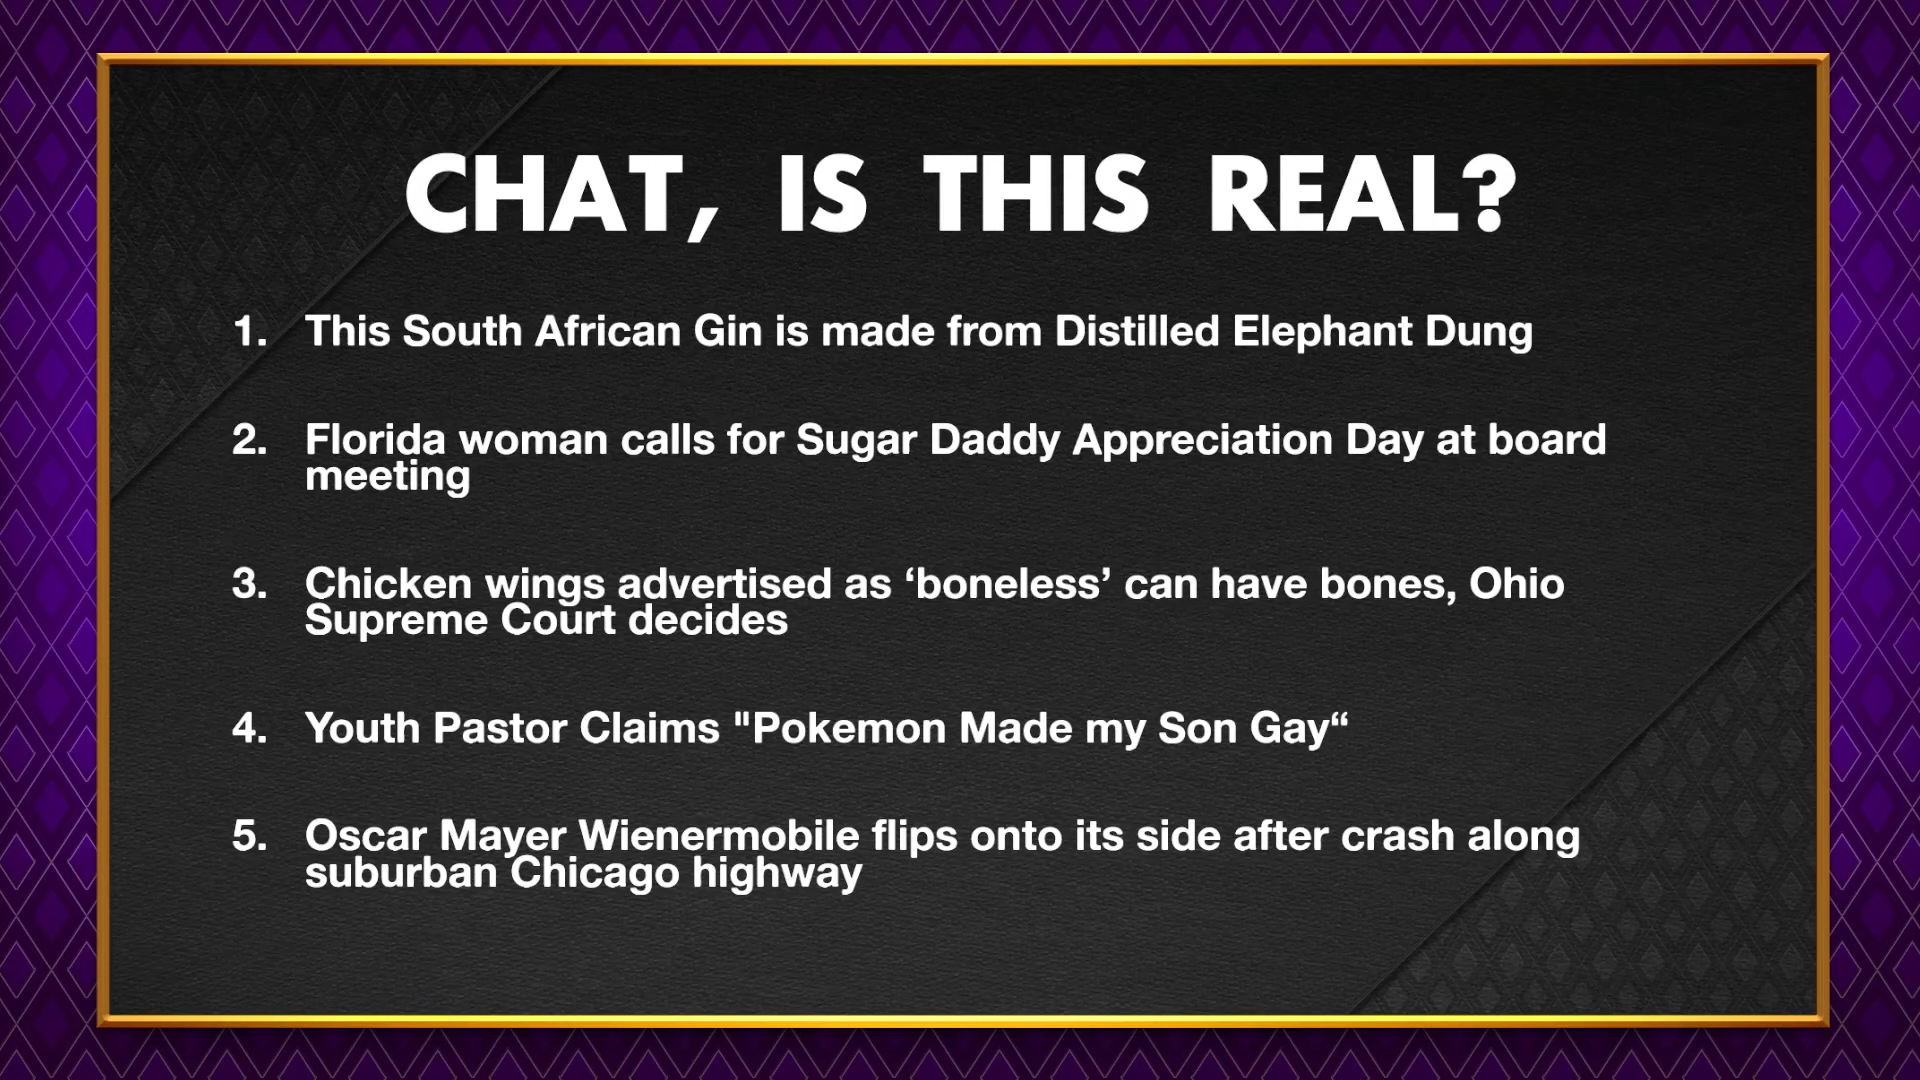 CHAT, IS THIS REAL?
1. This South African Gin is made from Distilled Elephant Dung
2. Florida woman calls for Sugar Daddy Appreciation Day at board
meeting
3. Chicken wings advertised as ‘boneless’ can have bones, Ohio
Supreme Court decides
4. Youth Pastor Claims "Pokemon Made my Son Gay“
5. Oscar Mayer Wienermobile flips onto its side after crash along
suburban Chicago highway